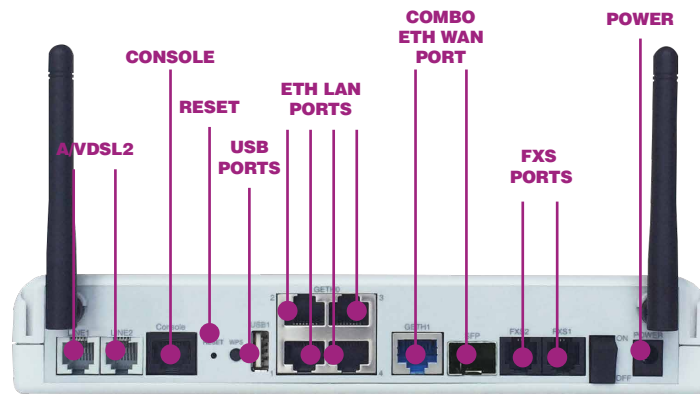 COMBO
ETH WAN
PORT
POWER
CONSOLE
ETH LAN
PORTS
RESET
USB
PORTS
A/VDSL2
FXS
PORTS
GETH0
2
3
LINE1
LINE2
Console
WPS
USB1
1
4
GETH1
SFP
FXS2
FXS1
ON
OFF
POWER